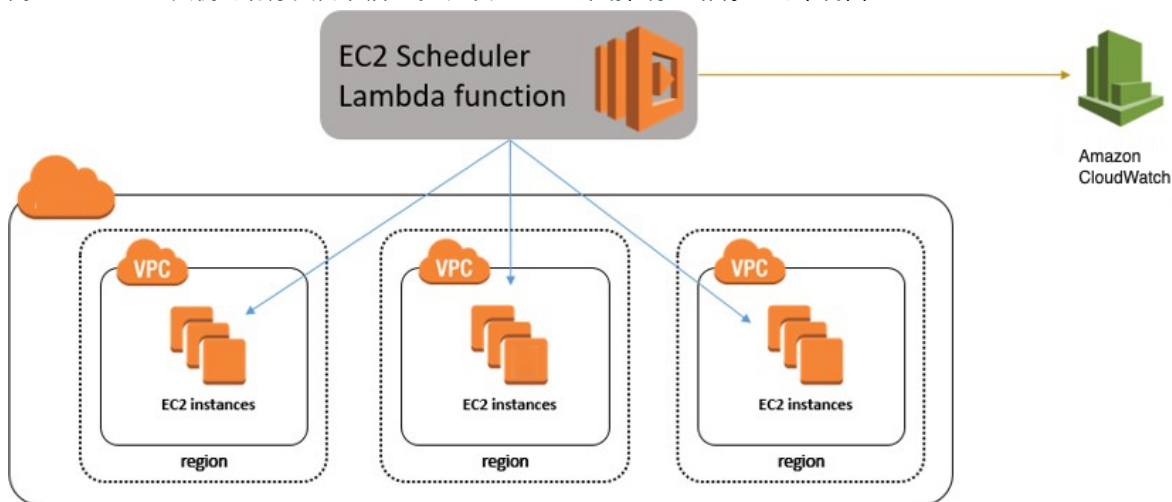 EC2 Scheduler
Lambda function
Amazon
CloudWatch
VPC
VPC
VPC
EC2 instances
EC2 instances
EC2 instances
region
region
region